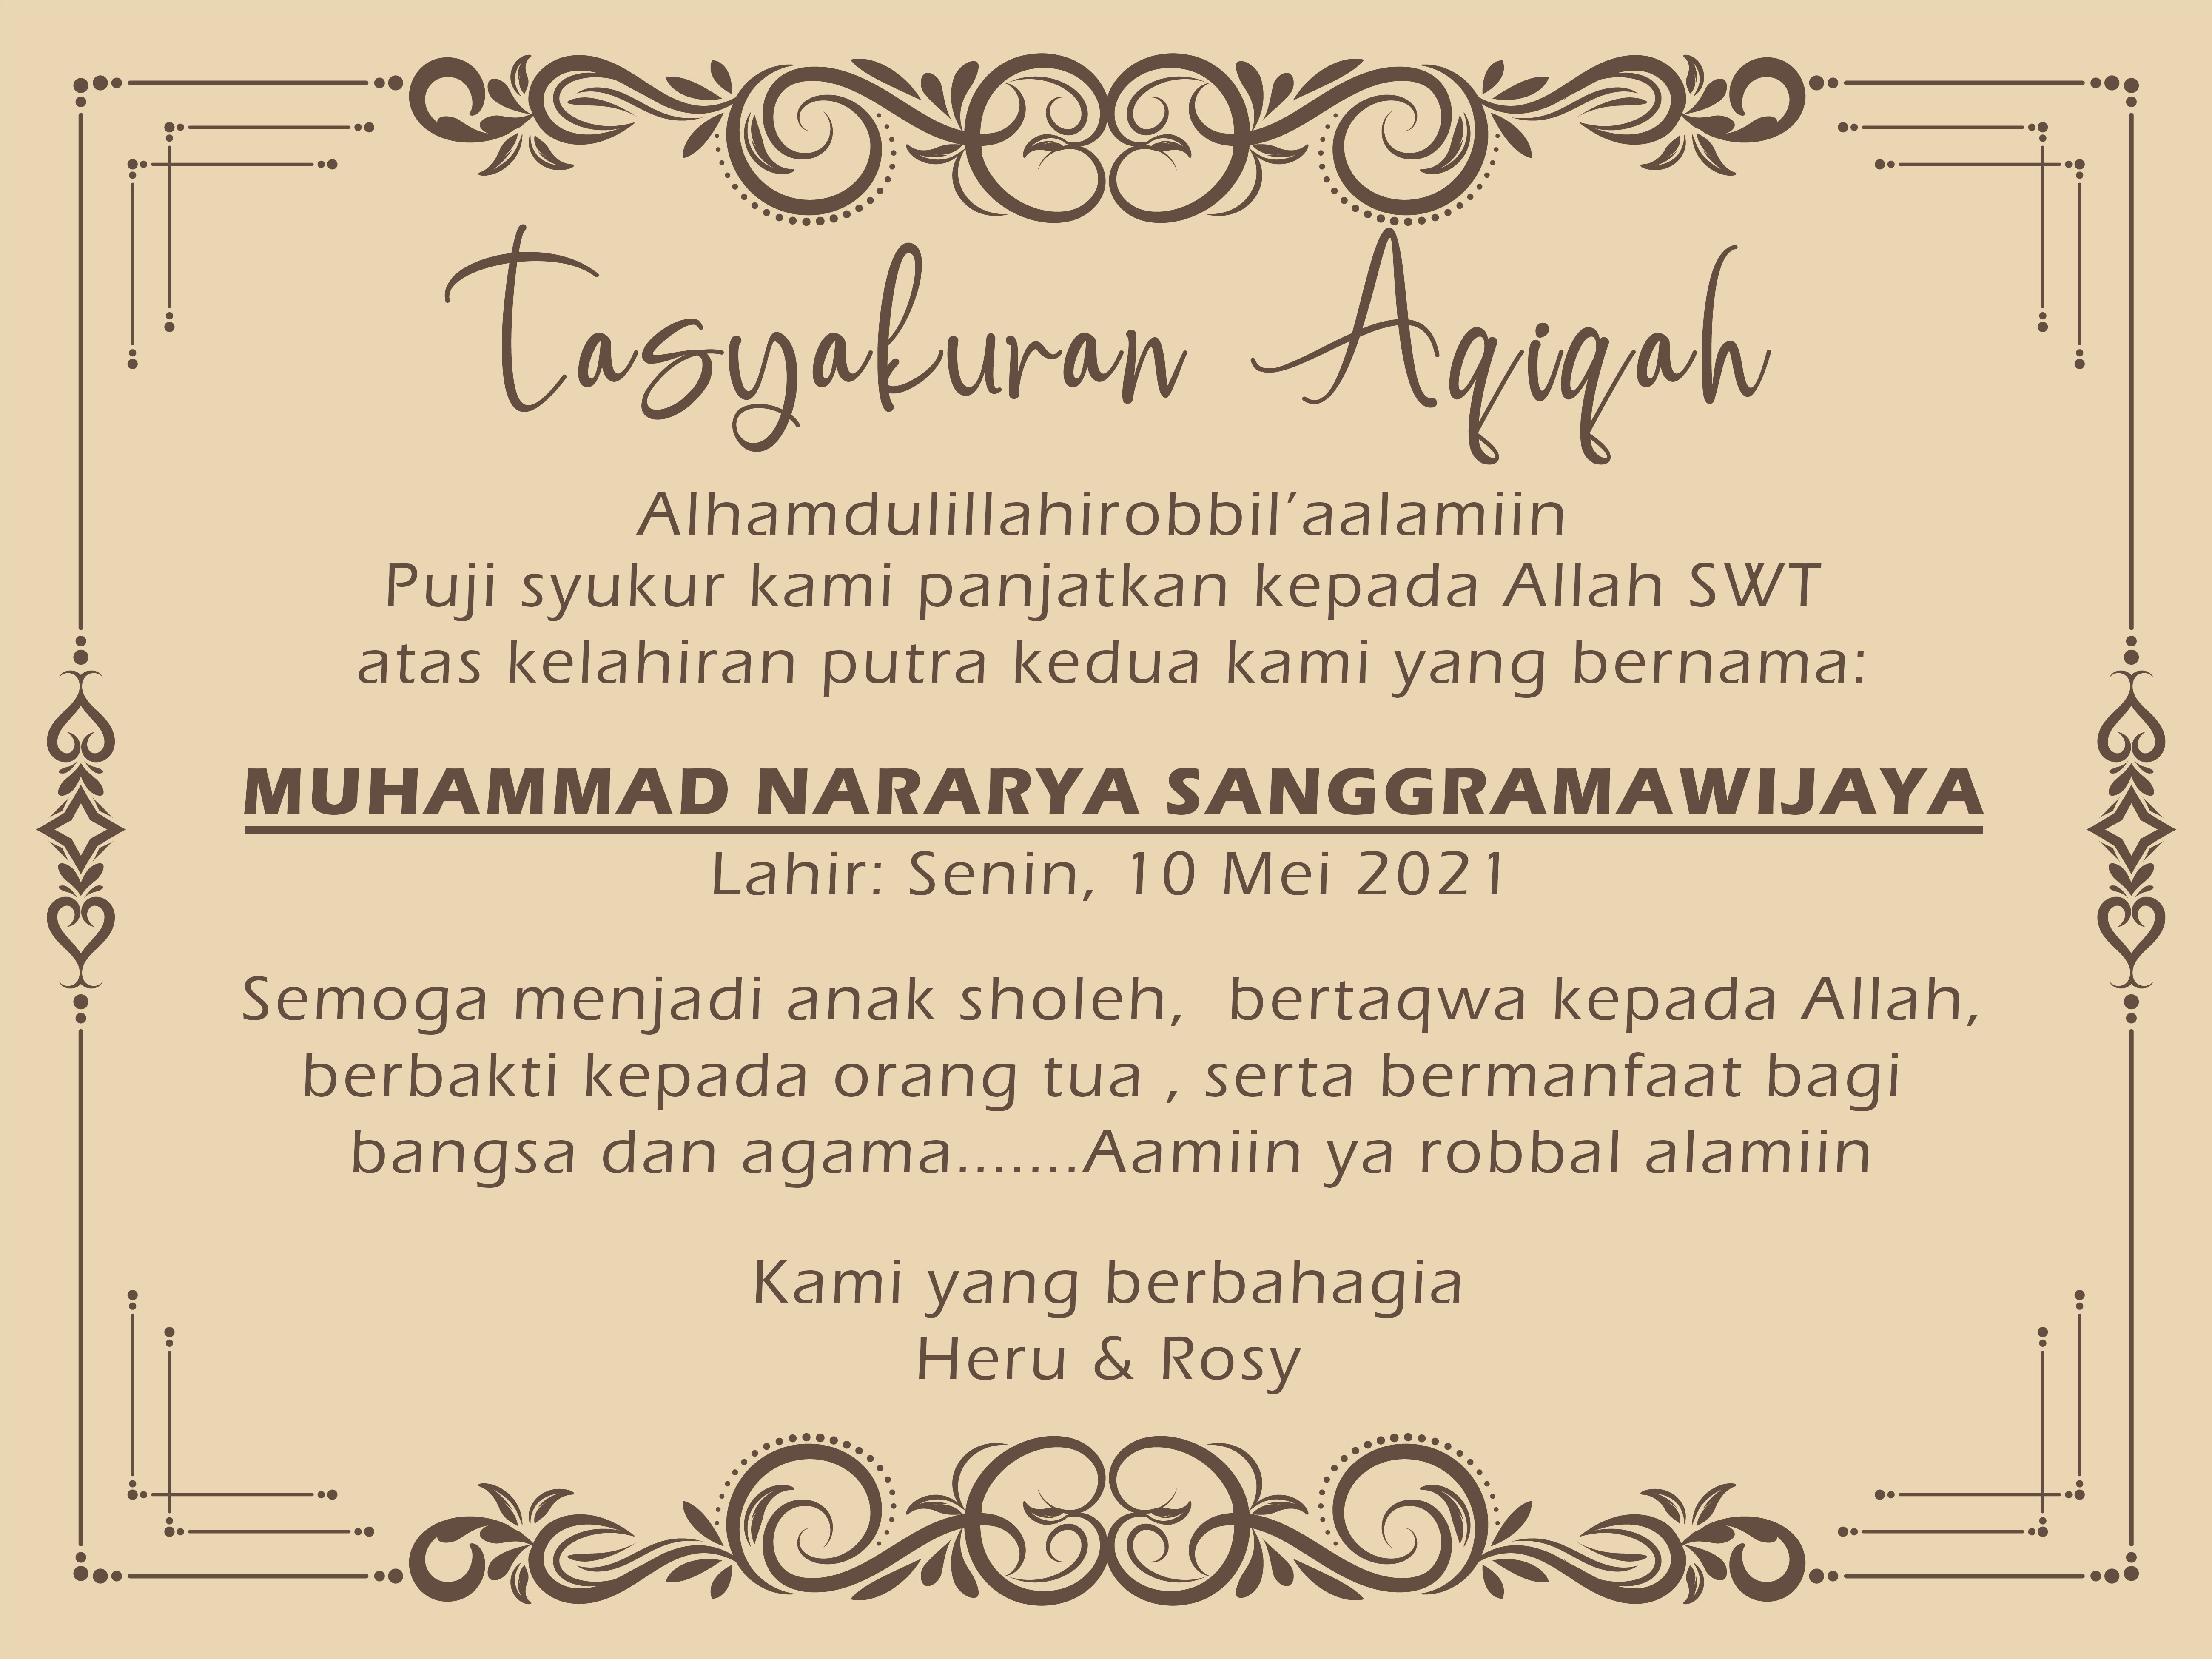 Tasyakuran Aqiqah
Alhamdulillahirobbil’aalamiin
Puji syukur kami panjatkan kepada Allah SWT
atas kelahiran putra kedua kami yang bernama:
MUHAMMAD NARARYA SANGGRAMAWIJAYA
Lahir: Senin, 10 Mei 2021
Semoga menjadi anak sholeh,  bertaqwa kepada Allah,
berbakti kepada orang tua , serta bermanfaat bagi
bangsa dan agama.......Aamiin ya robbal alamiin
Kami yang berbahagia
Heru & Rosy